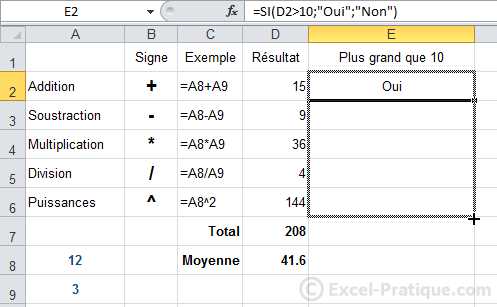 E2 fx =SI(D2>10;"Oui";"Non")
A B C D E
1 Signe Exemple Résultat Plus grand que 10
2 Addition + =A8+A9 15 Oui
3 Soustraction - =A8-A9 9
4 Multiplication * =A8*A9 36
5 Division / =A8/A9 4
6 Puissances ^ =A8^2 144
7 Total 208
8 12 Moyenne 41.6
9 3
© Excel-Pratique.com